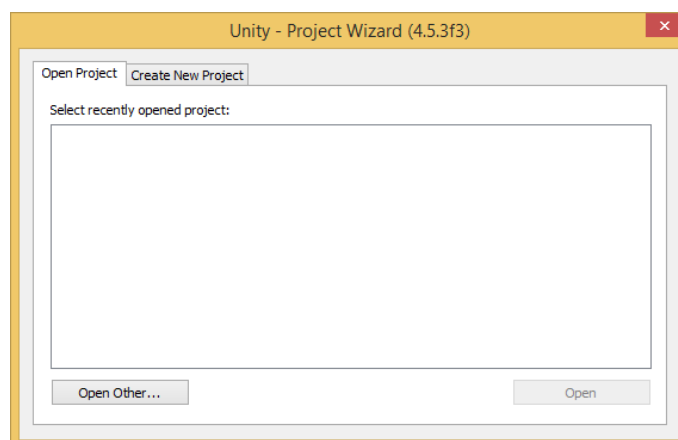 Unity - Project Wizard (4.5.3f3)
Open Project Create New Project
Select recently opened project:
Open Other... Open